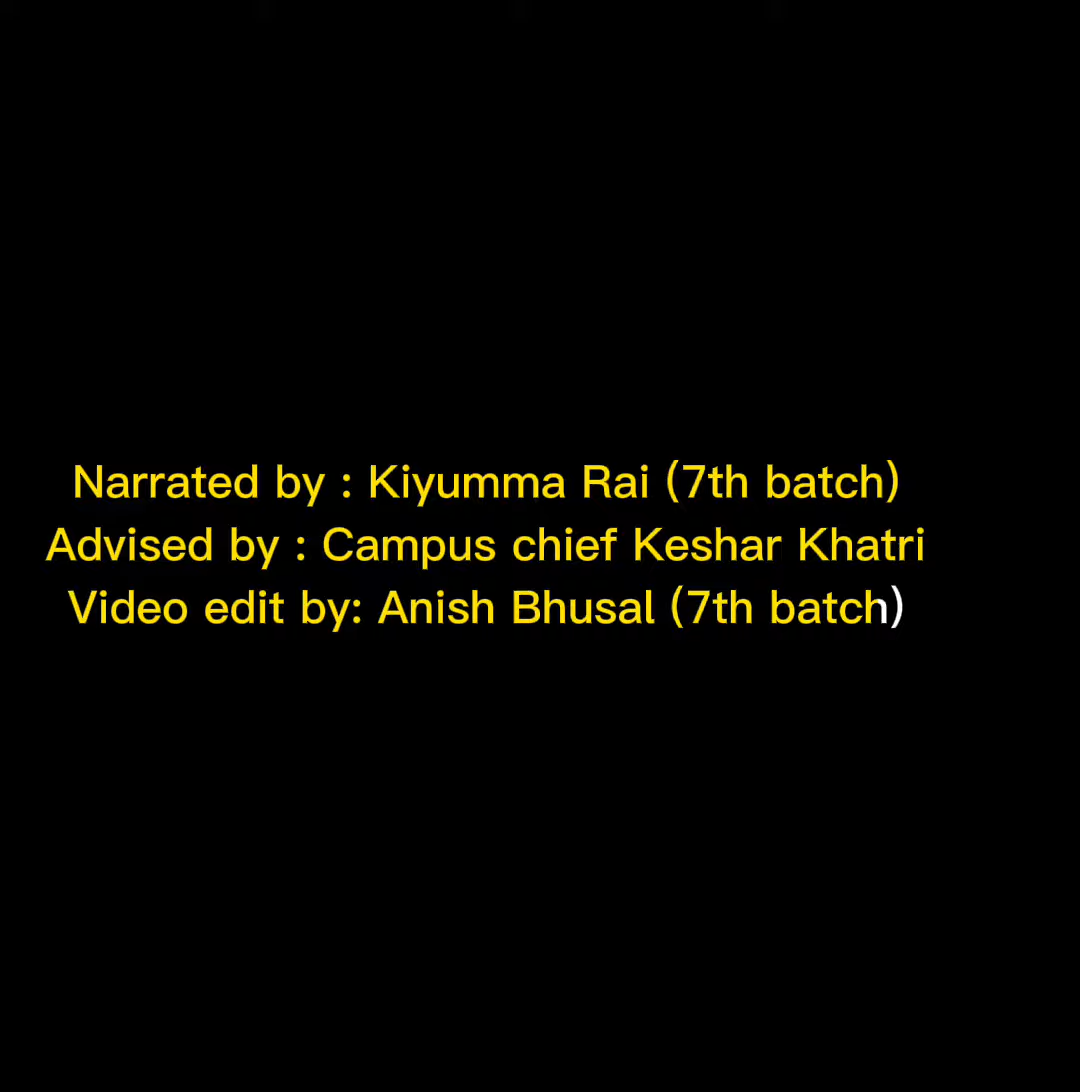 Narrated by : Kiyumma Rai (7th batch)
Advised by : Campus chief Keshar Khatri
Video edit by: Anish Bhusal (7th batch)